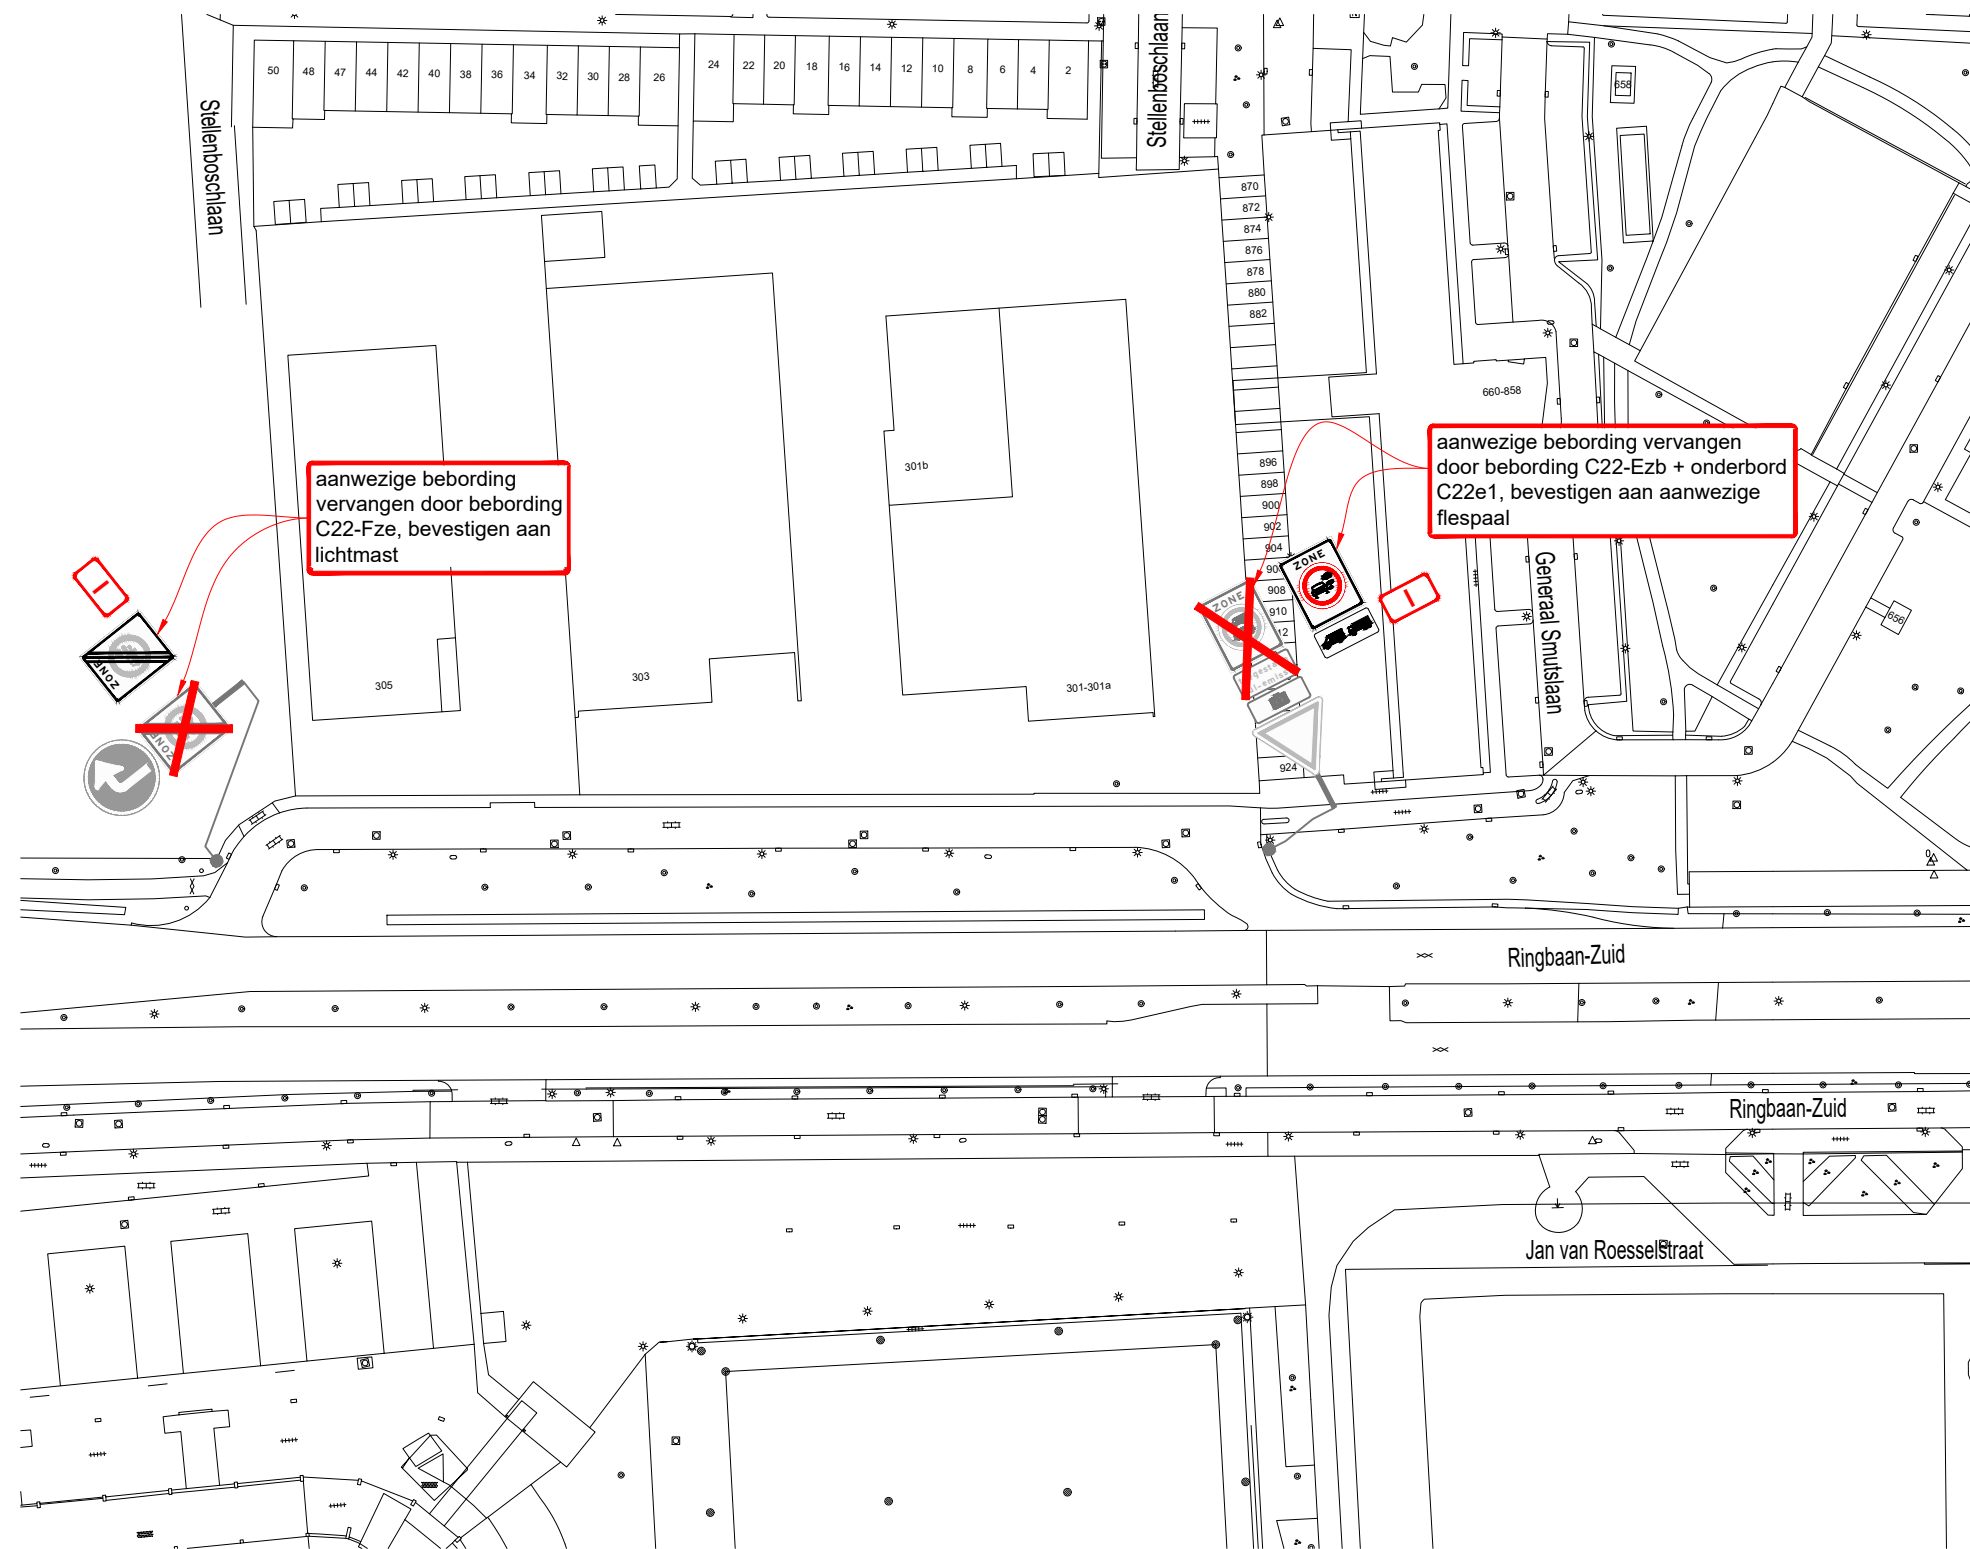 Stellenboschlaan
50
48
47
44
42
40
38
36
34
32
30
28
26
24
22
20
18
16
14
12
10
8
6
4
2
Stellenboschlaan
658
870
872
874
876
878
880
882
660-858
896
898
900
902
904
908
910
924
301b
305
303
301-301a
656
aanwezige bebording
vervangen door bebording
C22-Fze, bevestigen aan
lichtmast
aanwezige bebording vervangen
door bebording C22-Ezb + onderbord
C22e1, bevestigen aan aanwezige
flespaal
ZONE
ZONE
ZONE
ZONE
Generaal Smutslaan
Ringbaan-Zuid
Ringbaan-Zuid
Jan van Roesselstraat